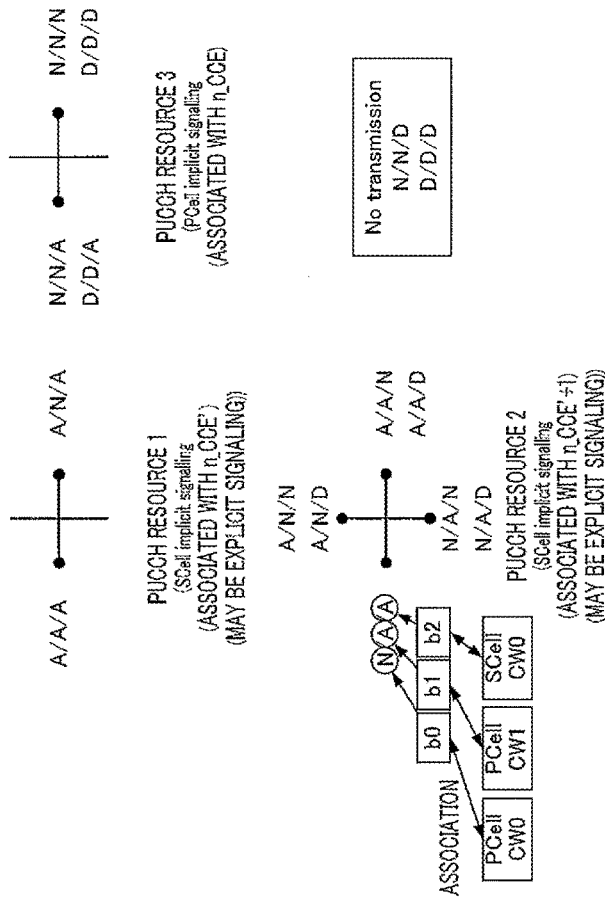 A/A/A
A/N/A
PUCCH RESOURCE 1
(SCell implicit signalling
(ASSOCIATED WITH n_CCE')
(MAY BE EXPLICIT SIGNALING))
N/N/A
D/D/A
N/N/N
D/D/D
PUCCH RESOURCE 3
(PCell implicit signalling
(ASSOCIATED WITH n_CCE)
N A A
b0 b1 b2
ASSOCIATION
PCell
CW0
PCell
CW1
SCell
CW0
A/N/N
A/N/D
A/A/N
A/A/D
N/A/N
N/A/D
PUCCH RESOURCE 2
(SCell implicit signalling
(ASSOCIATED WITH n_CCE' +1)
(MAY BE EXPLICIT SIGNALING))
No transmission
N/N/D
D/D/D